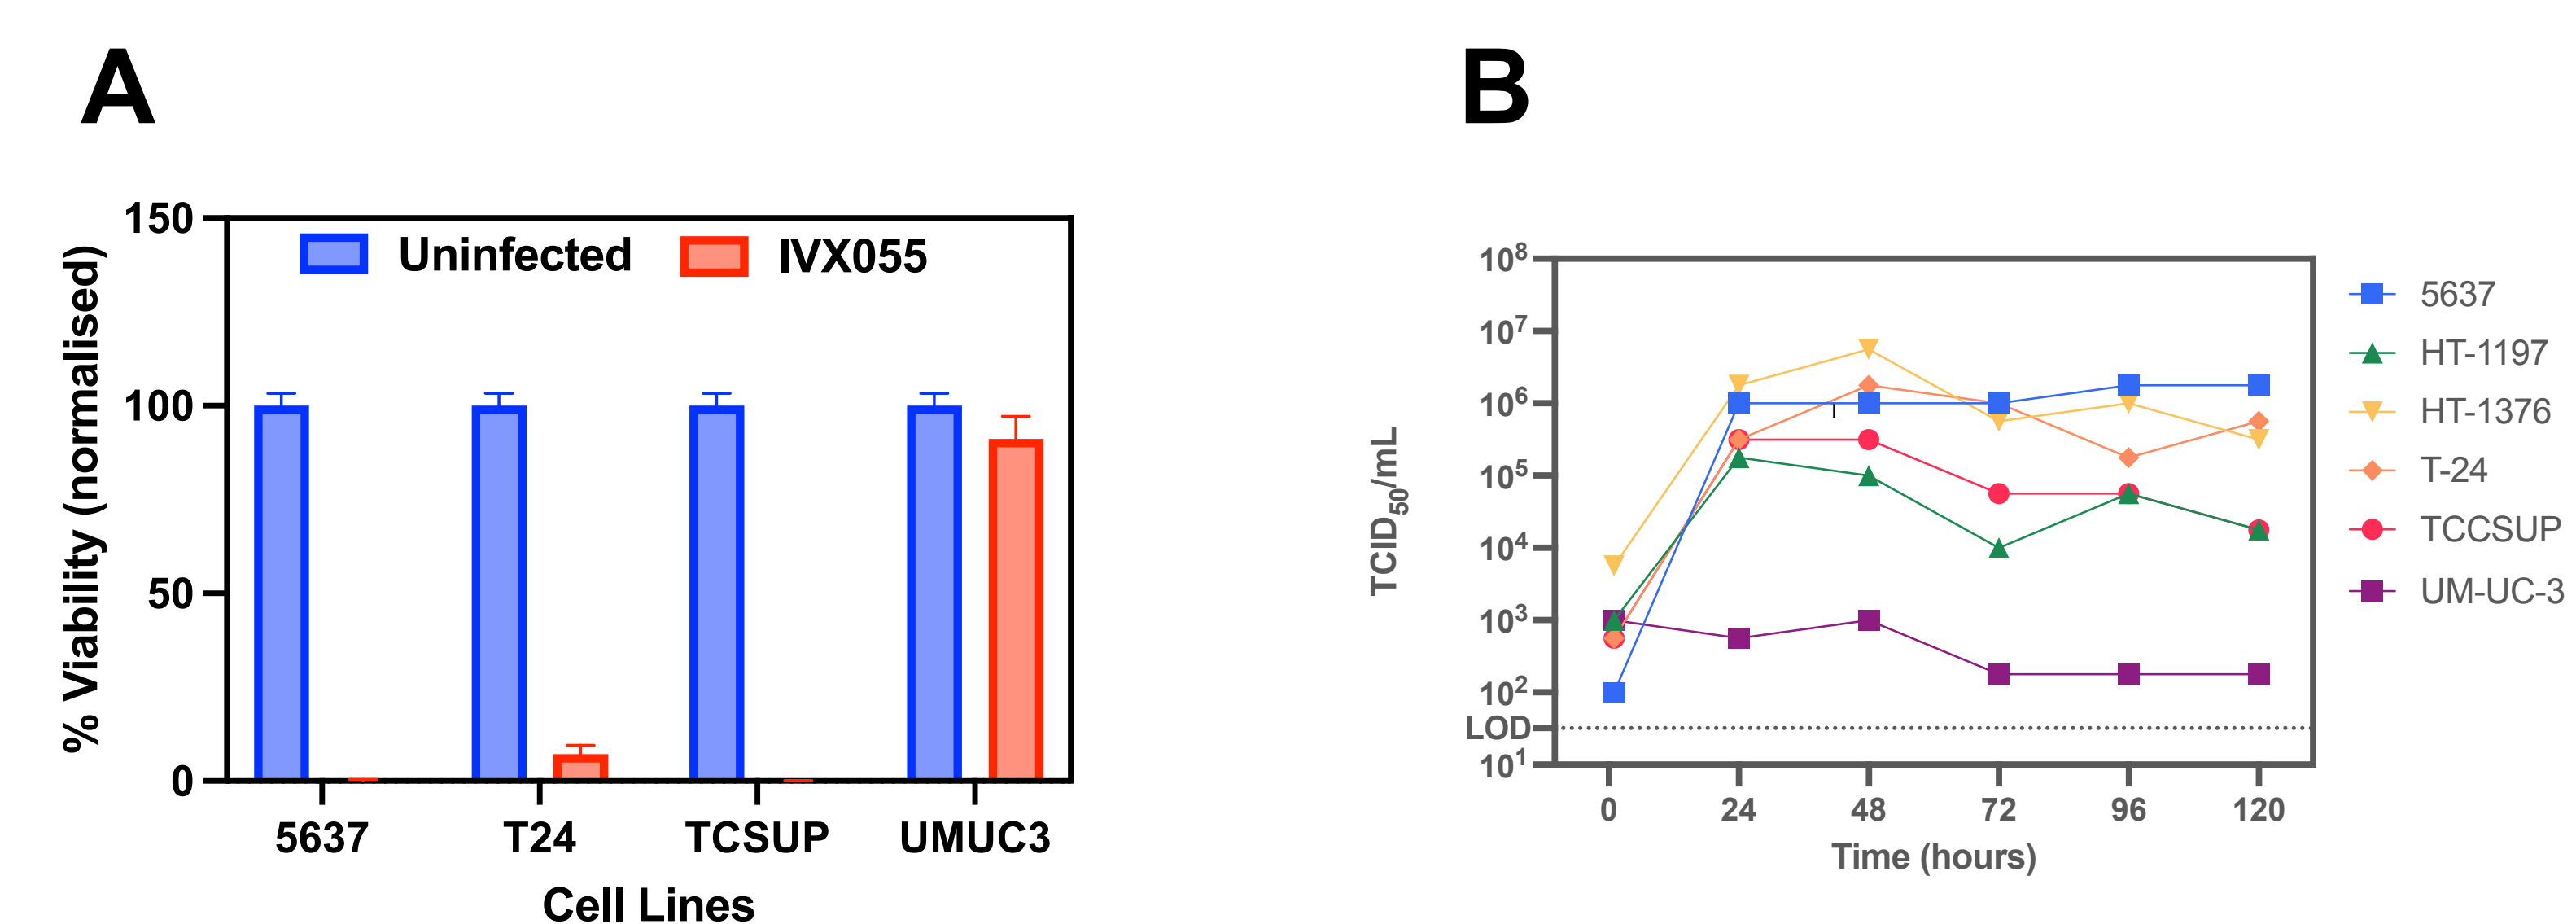 A
150
100
50
0
% Viability (normalised)
Uninfected
IVX055
5637
T24
TCSUP
UMUC3
Cell Lines
B
10⁸
10⁷
10⁶
10⁵
10⁴
10³
10²
LOD
10¹
TCID₅₀/mL
0
24
48
72
96
120
Time (hours)
5637
HT-1197
HT-1376
T-24
TCCSUP
UM-UC-3